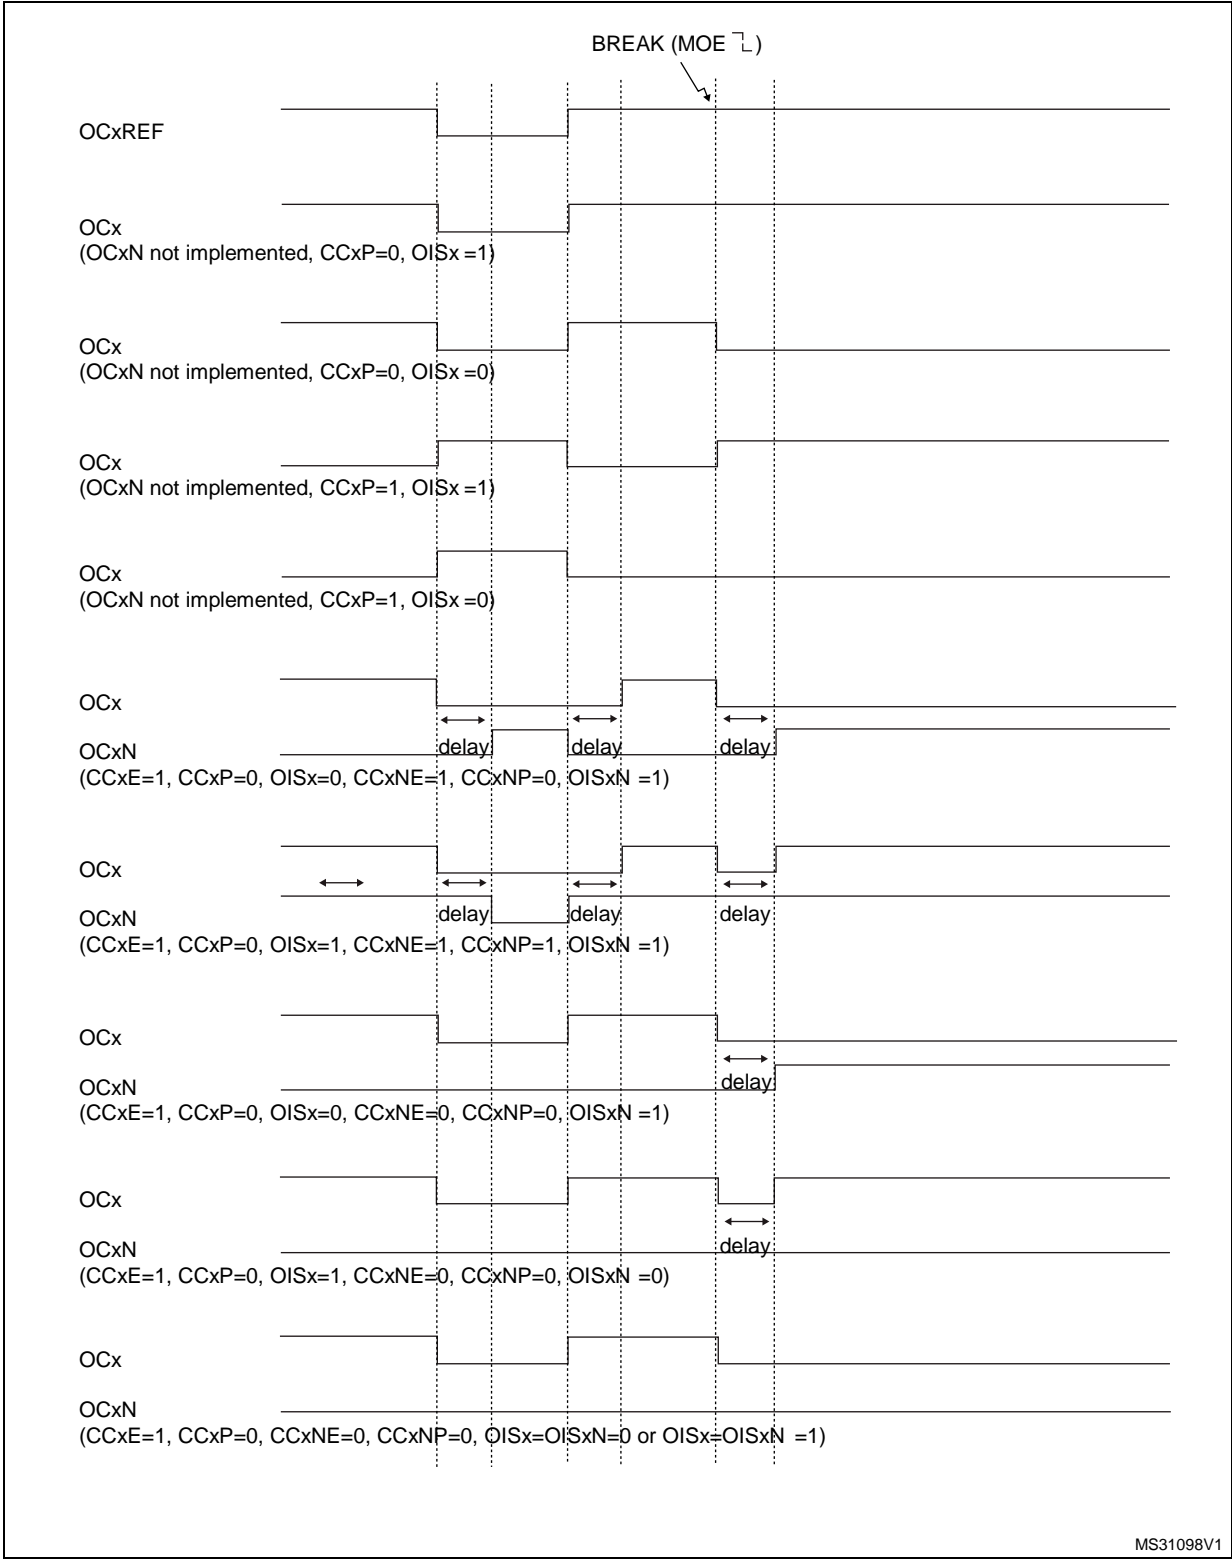 BREAK (MOE )
OCxREF
OCx
(OCxN not implemented, CCxP=0, OISx =1)
OCx
(OCxN not implemented, CCxP=0, OISx =0)
OCx
(OCxN not implemented, CCxP=1, OISx =1)
OCx
(OCxN not implemented, CCxP=1, OISx =0)
OCx
OCxN delay delay delay
(CCxE=1, CCxP=0, OISx=0, CCxNE=1, CCxNP=0, OISxN =1)
OCx
OCxN delay delay delay
(CCxE=1, CCxP=0, OISx=1, CCxNE=1, CCxNP=1, OISxN =1)
OCx
OCxN delay
(CCxE=1, CCxP=0, OISx=0, CCxNE=0, CCxNP=0, OISxN =1)
OCx
OCxN delay
(CCxE=1, CCxP=0, OISx=1, CCxNE=0, CCxNP=0, OISxN =0)
OCx
OCxN
(CCxE=1, CCxP=0, CCxNE=0, CCxNP=0, OISx=OISxN=0 or OISx=OISxN =1)
MS31098V1